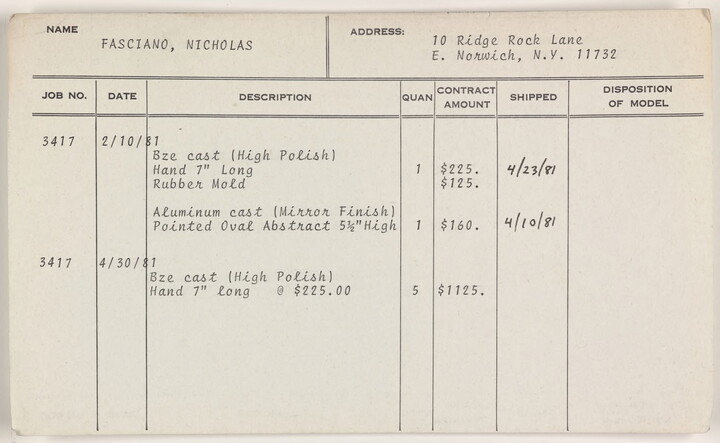 NAME FASCIANO, NICHOLAS
ADDRESS: 10 Ridge Rock Lane
E. Norwich, N.Y. 11732
JOB NO. DATE DESCRIPTION QUAN CONTRACT AMOUNT SHIPPED DISPOSITION OF MODEL
3417 2/10/81
Bze cast (High Polish)
Hand 7" Long 1 $225. 4/23/81
Rubber Mold $125.
Aluminum cast (Mirror Finish)
Pointed Oval Abstract 5½"High 1 $160. 4/10/81
3417 4/30/81
Bze cast (High Polish)
Hand 7" long @ $225.00 5 $1125.